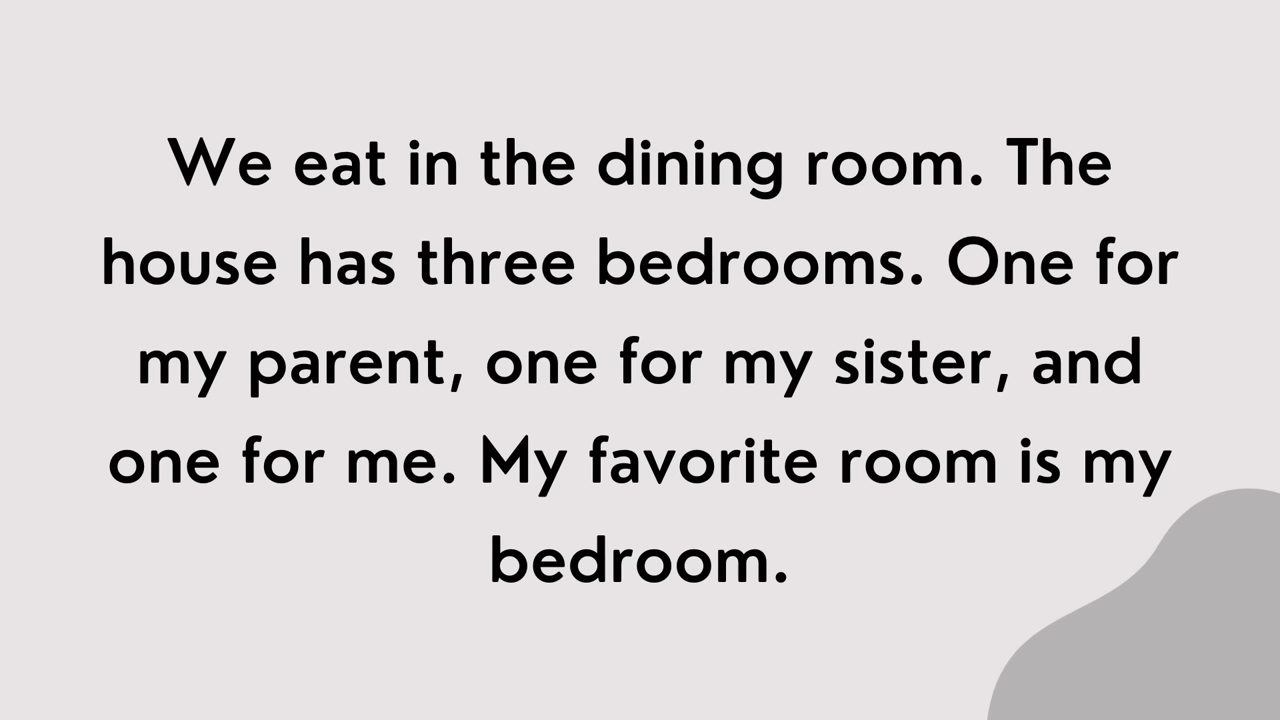 We eat in the dining room. The
house has three bedrooms. One for
my parent, one for my sister, and
one for me. My favorite room is my
bedroom.